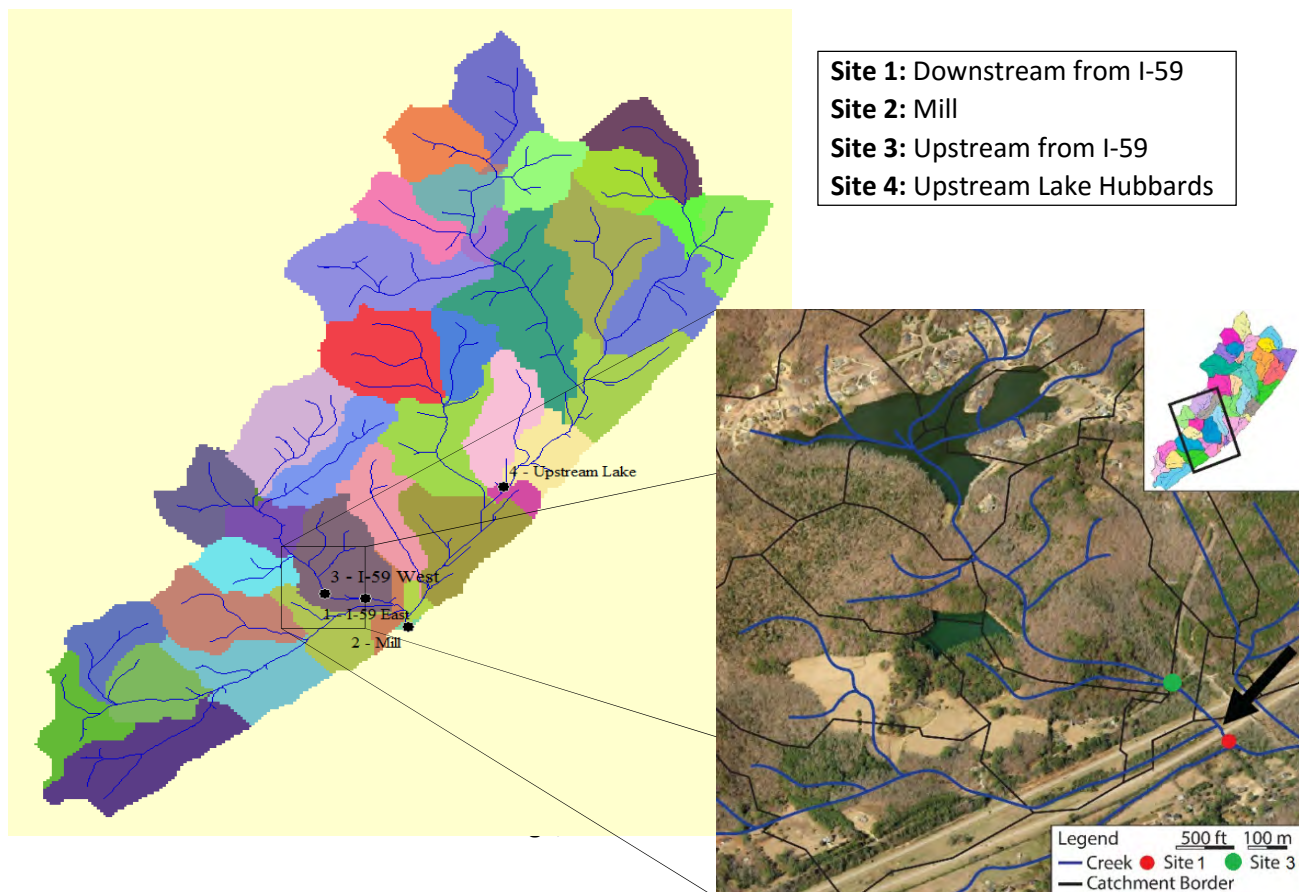 Site 1: Downstream from I-59
Site 2: Mill
Site 3: Upstream from I-59
Site 4: Upstream Lake Hubbards
4 - Upstream Lake
3 - I-59 West
1 - I-59 East
2 - Mill
Legend 500 ft 100 m
Creek Site 1 Site 3
Catchment Border